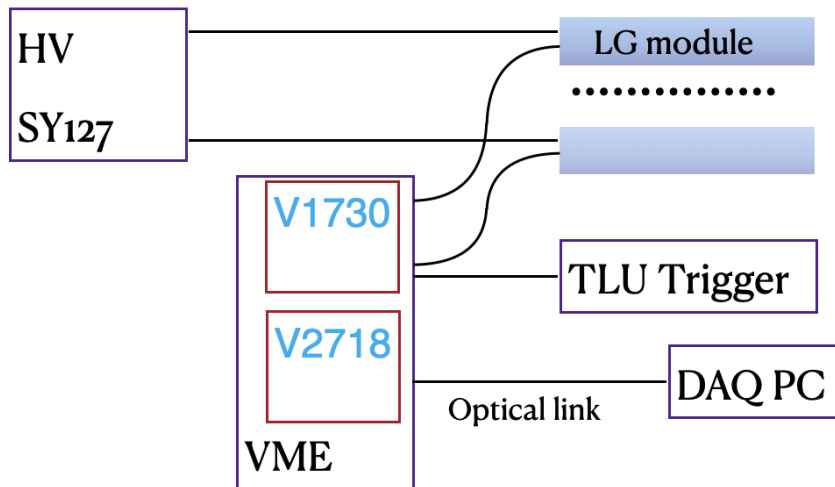 HV
SY127
LG module
V1730
TLU Trigger
V2718
DAQ PC
Optical link
VME